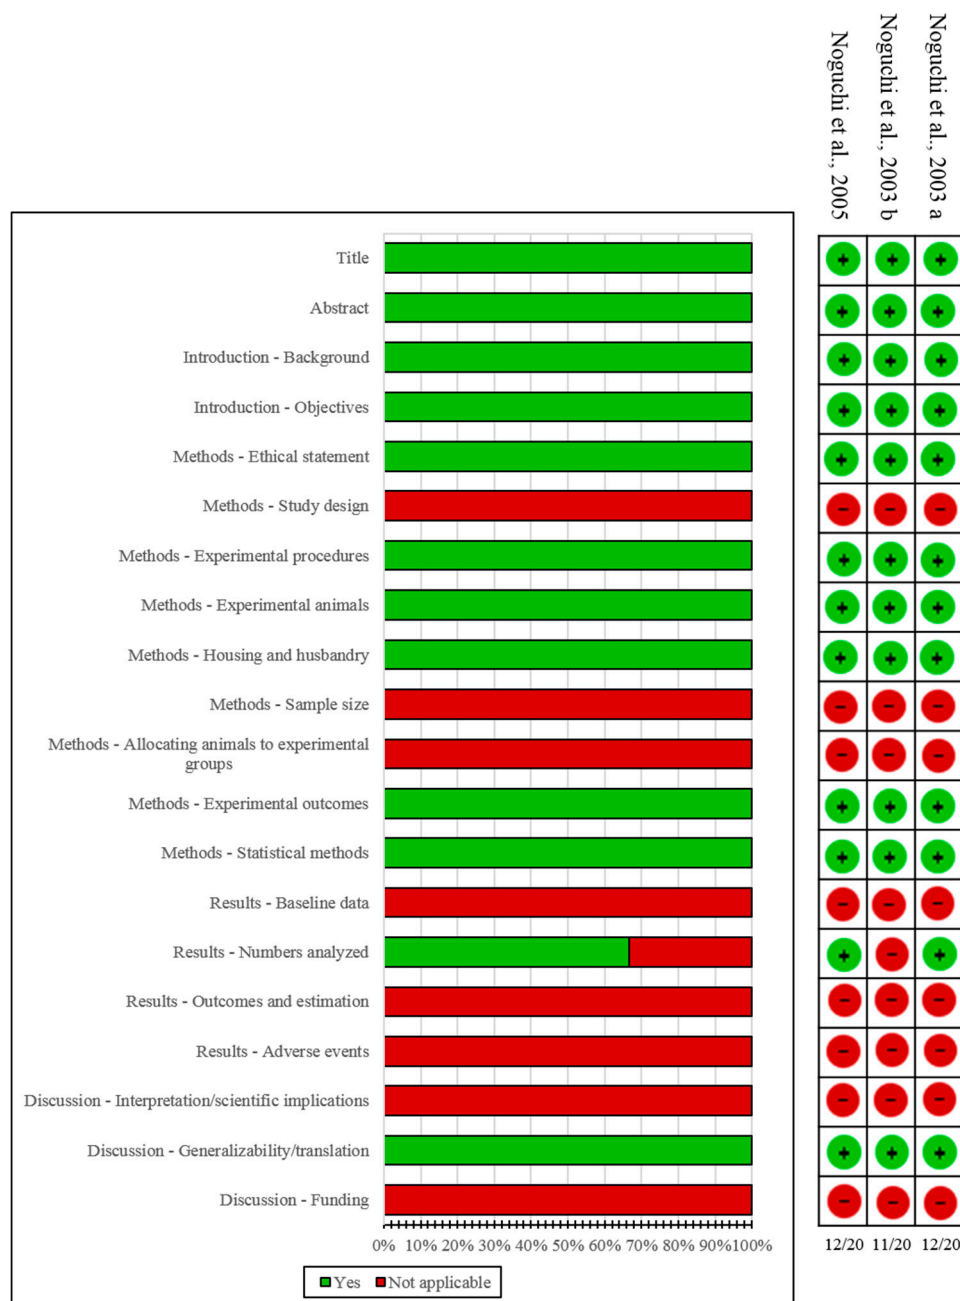 Noguchi et al., 2005
Noguchi et al., 2003 b
Noguchi et al., 2003 a
Title
Abstract
Introduction - Background
Introduction - Objectives
Methods - Ethical statement
Methods - Study design
Methods - Experimental procedures
Methods - Experimental animals
Methods - Housing and husbandry
Methods - Sample size
Methods - Allocating animals to experimental
groups
Methods - Experimental outcomes
Methods - Statistical methods
Results - Baseline data
Results - Numbers analyzed
Results - Outcomes and estimation
Results - Adverse events
Discussion - Interpretation/scientific implications
Discussion - Generalizability/translation
Discussion - Funding
0% 10% 20% 30% 40% 50% 60% 70% 80% 90% 100%
12/20 11/20 12/20
Yes Not applicable